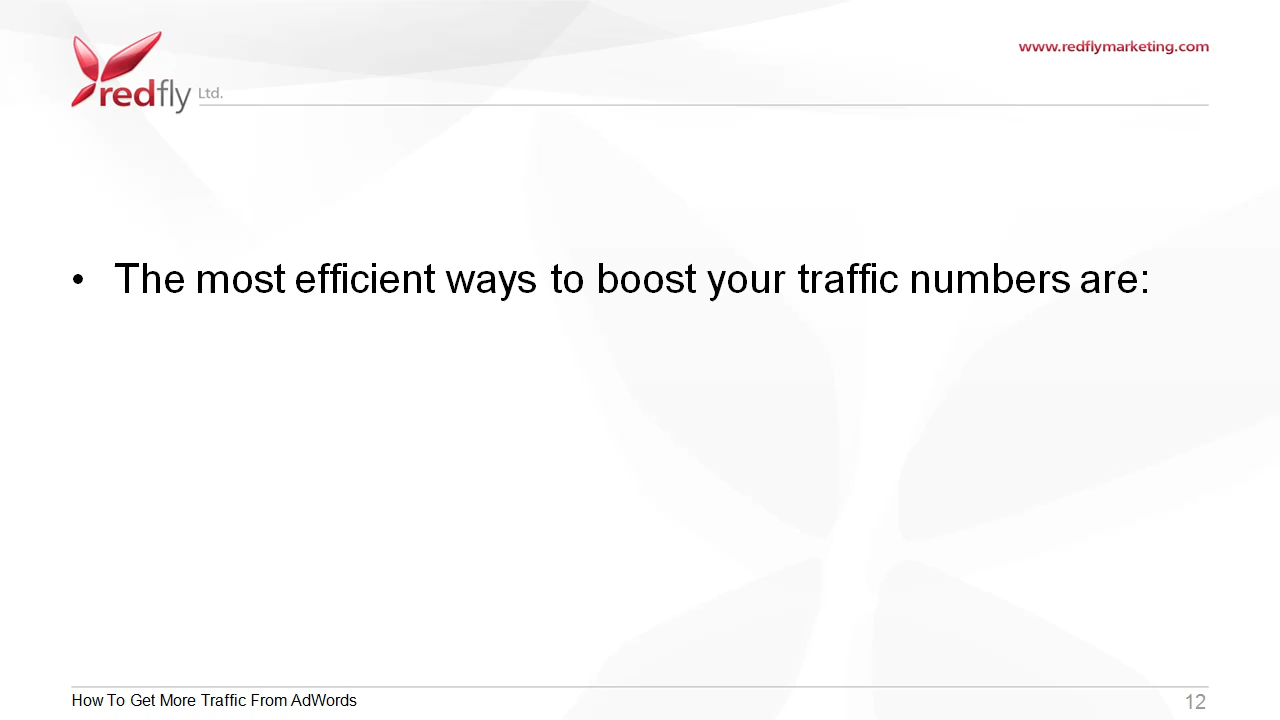 www.redflymarketing.com
redfly Ltd.
• The most efficient ways to boost your traffic numbers are:
How To Get More Traffic From AdWords
12